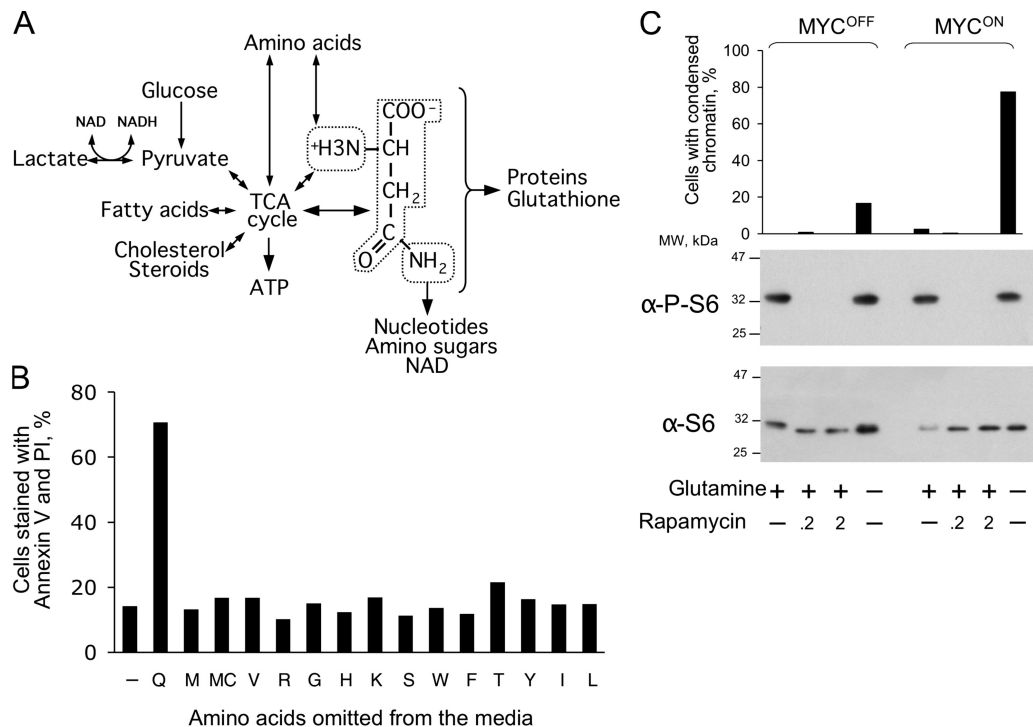 A
Amino acids
Glucose
NAD NADH
Lactate Pyruvate
Fatty acids
Cholesterol
Steroids
TCA
cycle
ATP
COO−
+H3N CH
CH2
C
O NH2
Proteins
Glutathione
Nucleotides
Amino sugars
NAD
B
Cells stained with
Annexin V and PI, %
80
60
40
20
0
– Q M MC V R G H K S W F T Y I L
Amino acids omitted from the media
C
MYCOFF MYCON
Cells with condensed
chromatin, %
100
80
60
40
20
0
MW, kDa
47
α-P-S6 32
25
47
α-S6 32
25
Glutamine + + + – + + + –
Rapamycin – .2 2 – – .2 2 –